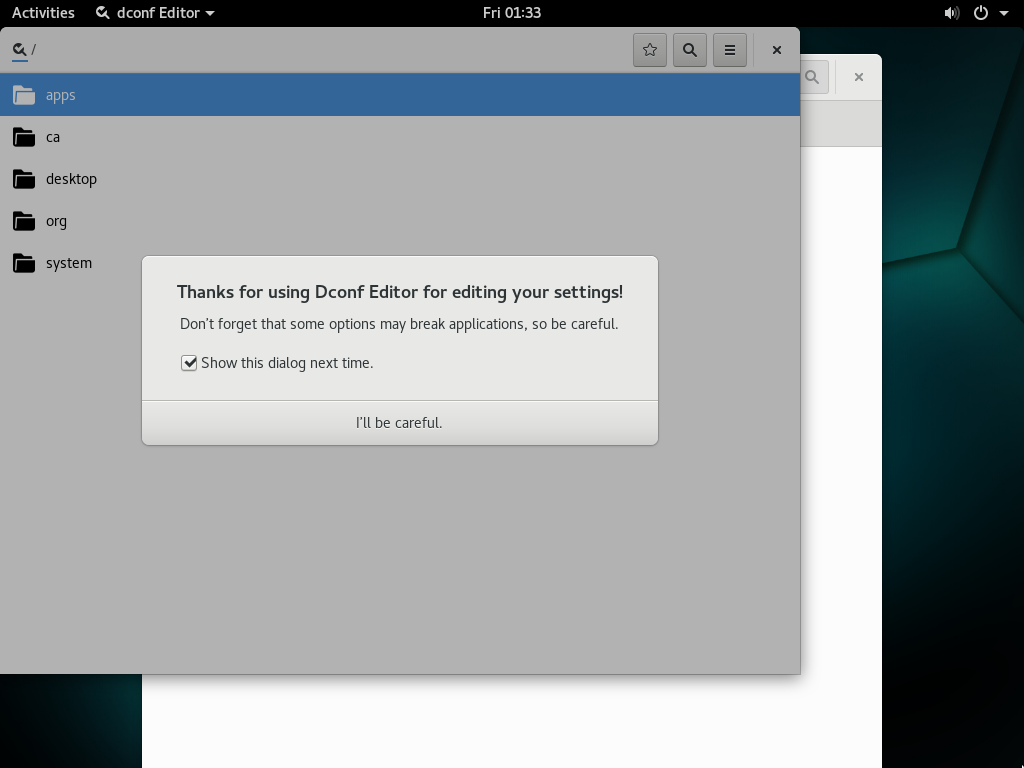 Activities dconf Editor Fri 01:33
/
apps
ca
desktop
org
system
Thanks for using Dconf Editor for editing your settings!
Don't forget that some options may break applications, so be careful.
Show this dialog next time.
I'll be careful.